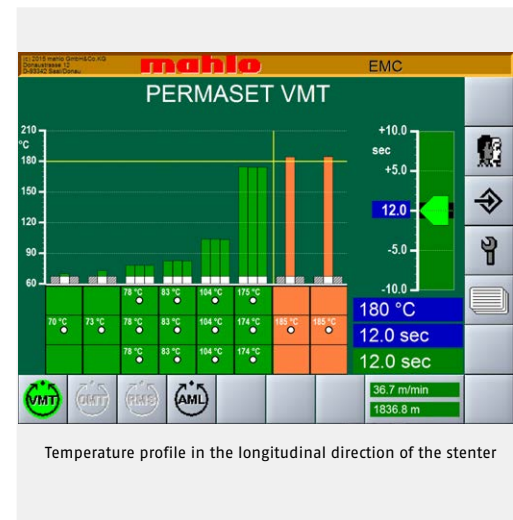 (c) 2015 mahlo GmbH&Co.KG
Donaustrasse 12
D-93342 Saal/Donau
mahlo
EMC
PERMASET VMT
210
°C
180
150
120
90
60
+10.0
sec
+5.0
12.0
-5.0
-10.0
78 °C 83 °C 104 °C 175 °C
70 °C 73 °C 78 °C 83 °C 104 °C 174 °C 185 °C 185 °C
78 °C 83 °C 104 °C 174 °C
180 °C
12.0 sec
12.0 sec
VMT CMT RMS AML
36.7 m/min
1836.8 m
Temperature profile in the longitudinal direction of the stenter